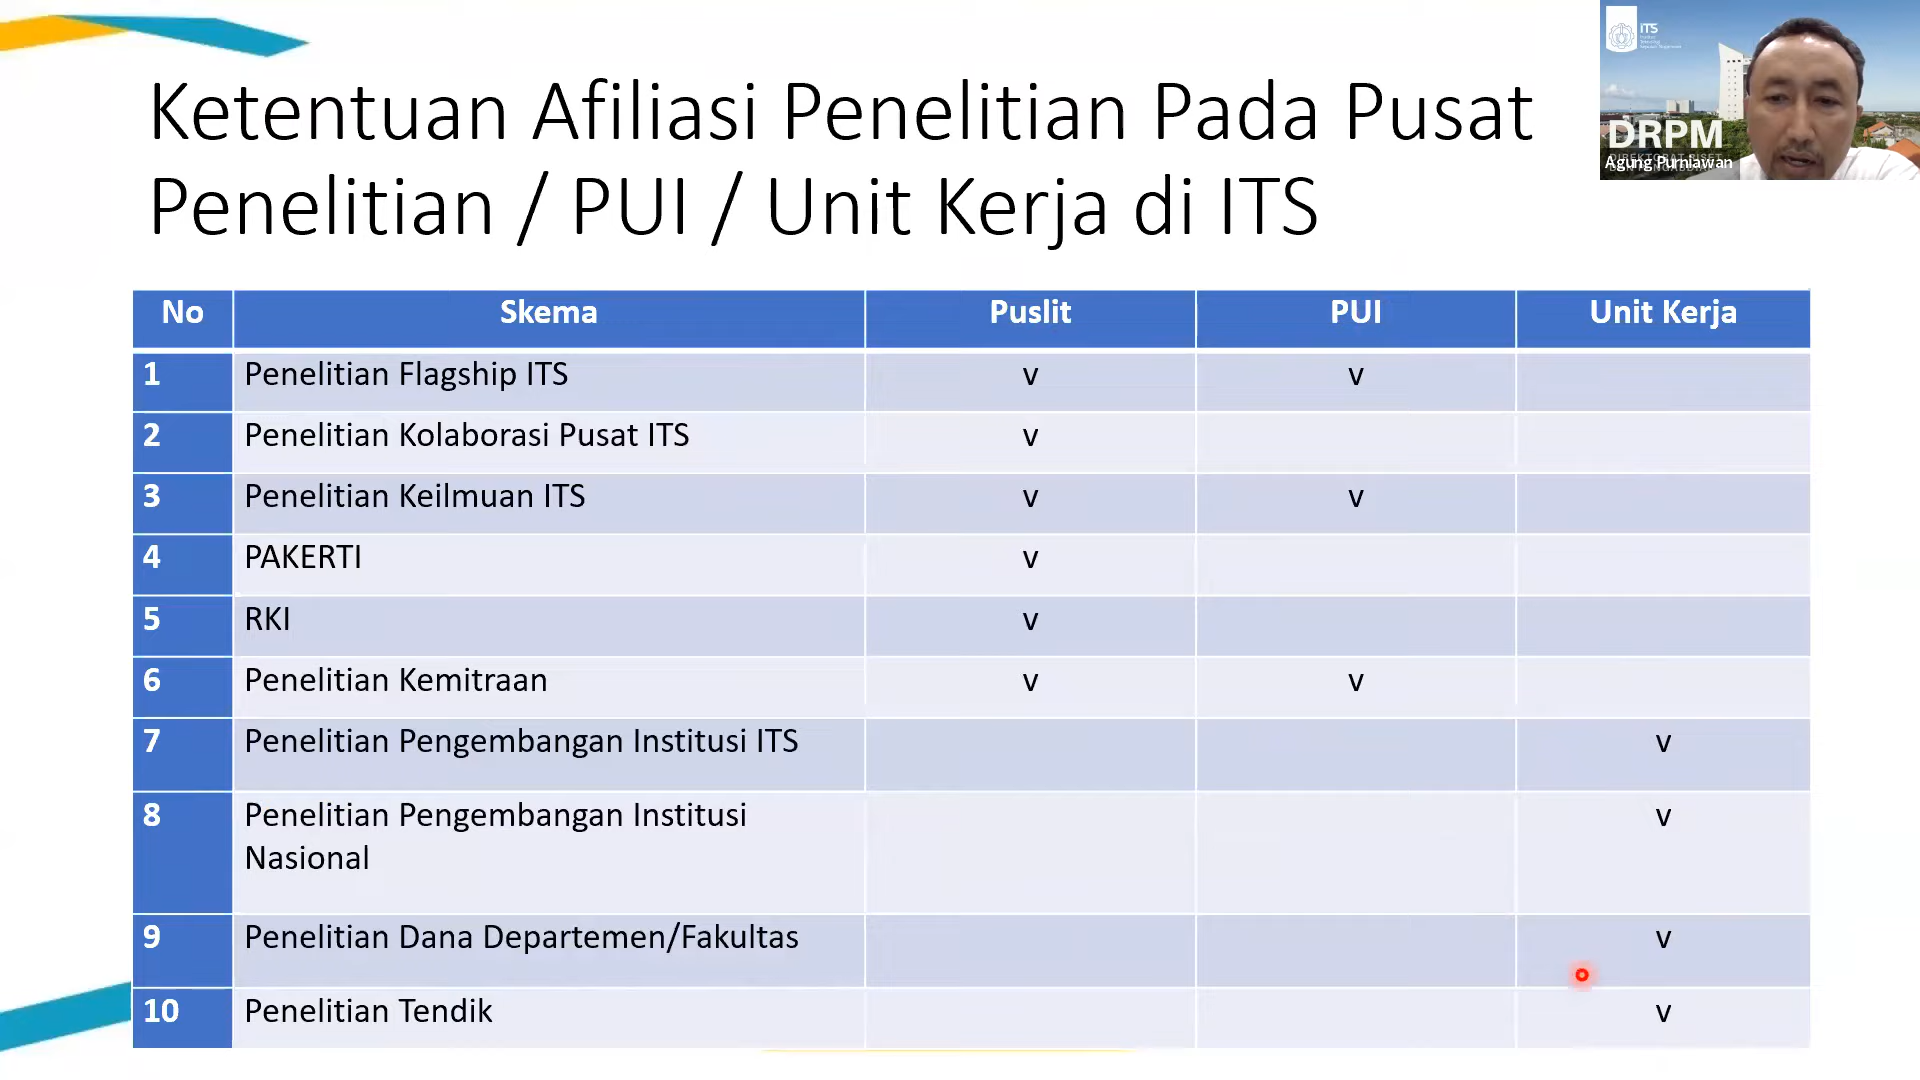 Ketentuan Afiliasi Penelitian Pada Pusat
Penelitian / PUI / Unit Kerja di ITS
ITS
DRPM
Agung Purniawan
No Skema Puslit PUI Unit Kerja
1 Penelitian Flagship ITS v v
2 Penelitian Kolaborasi Pusat ITS v
3 Penelitian Keilmuan ITS v v
4 PAKERTI v
5 RKI v
6 Penelitian Kemitraan v v
7 Penelitian Pengembangan Institusi ITS v
8 Penelitian Pengembangan Institusi v
Nasional
9 Penelitian Dana Departemen/Fakultas v
10 Penelitian Tendik v